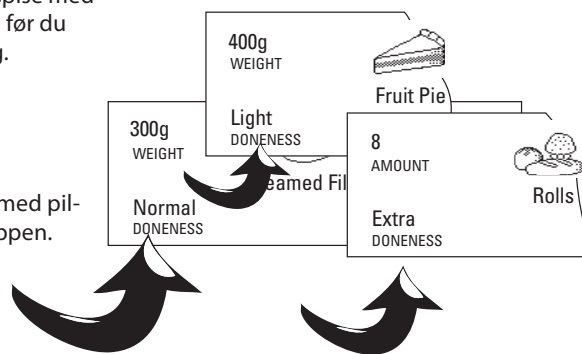 pise med
før du
g.
med pil-
ppen.
400g
WEIGHT
Light
DONENESS
Fruit Pie
300g
WEIGHT
Normal
DONENESS
eamed Fil
8
AMOUNT
Extra
DONENESS
Rolls